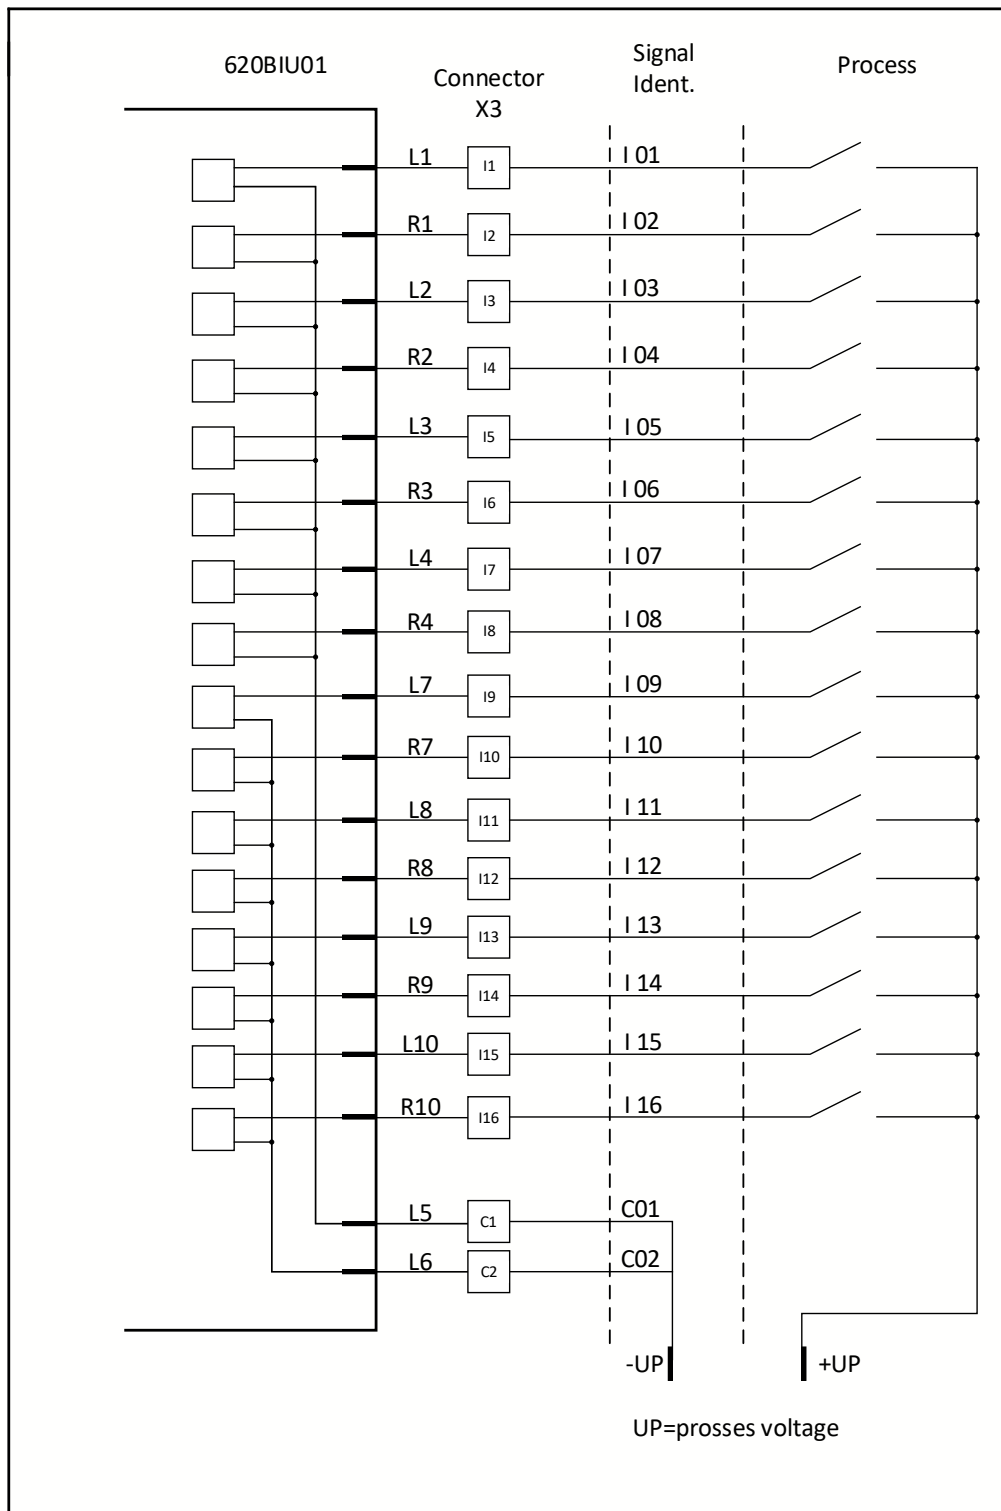 620BIU01
Connector
X3
Signal
Ident.
Process
L1 I1 I 01
R1 I2 I 02
L2 I3 I 03
R2 I4 I 04
L3 I5 I 05
R3 I6 I 06
L4 I7 I 07
R4 I8 I 08
L7 I9 I 09
R7 I10 I 10
L8 I11 I 11
R8 I12 I 12
L9 I13 I 13
R9 I14 I 14
L10 I15 I 15
R10 I16 I 16
L5 C1 C01
L6 C2 C02
-UP +UP
UP=prosses voltage